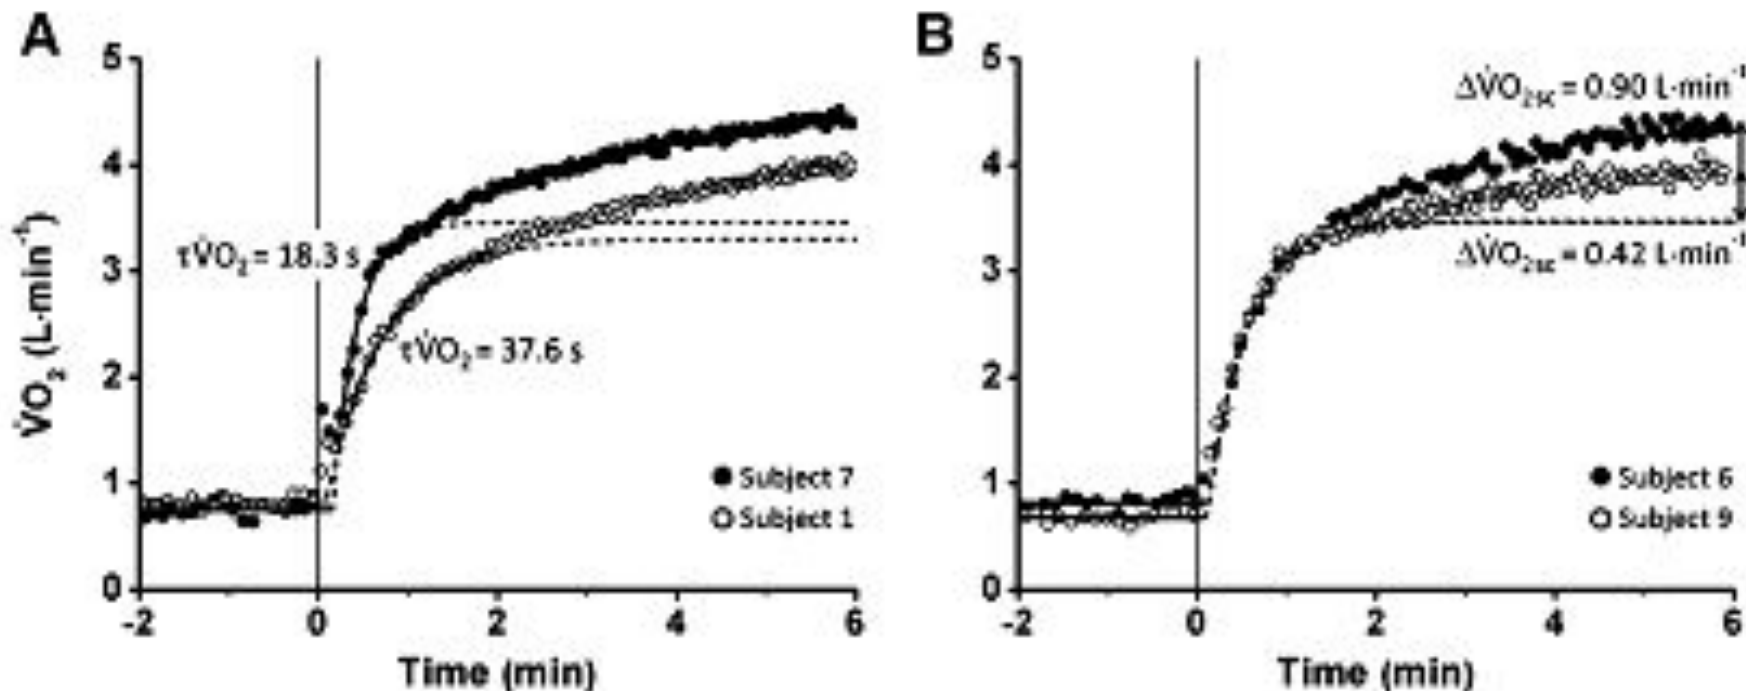 A
5
4
3
2
1
0
V̇O₂ (L·min⁻¹)
τV̇O₂ = 18.3 s
τV̇O₂ = 37.6 s
● Subject 7
○ Subject 1
-2 0 2 4 6
Time (min)
B
5
4
3
2
1
0
ΔV̇O₂sc = 0.90 L·min⁻¹
ΔV̇O₂sc = 0.42 L·min⁻¹
● Subject 6
○ Subject 9
-2 0 2 4 6
Time (min)